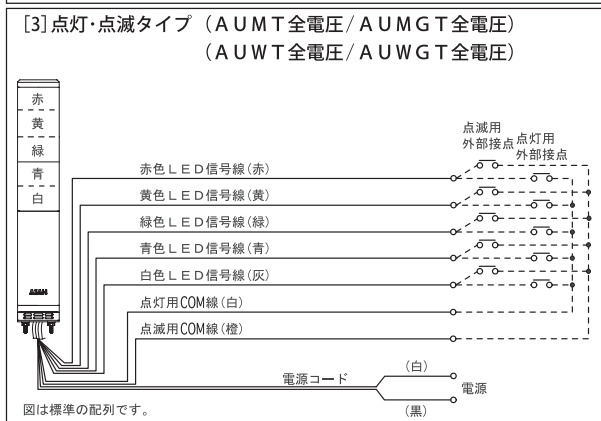 [3]点灯･点滅タイプ（AUMT全電圧/AUMGT全電圧）
（AUWT全電圧/AUWGT全電圧）
赤
黄
緑
青
白
ASAHI
点滅用
外部接点
点灯用
外部接点
赤色LED信号線(赤)
黄色LED信号線(黄)
緑色LED信号線(緑)
青色LED信号線(青)
白色LED信号線(灰)
点灯用COM線(白)
点滅用COM線(橙)
電源コード
(白)
(黒)
電源
図は標準の配列です。